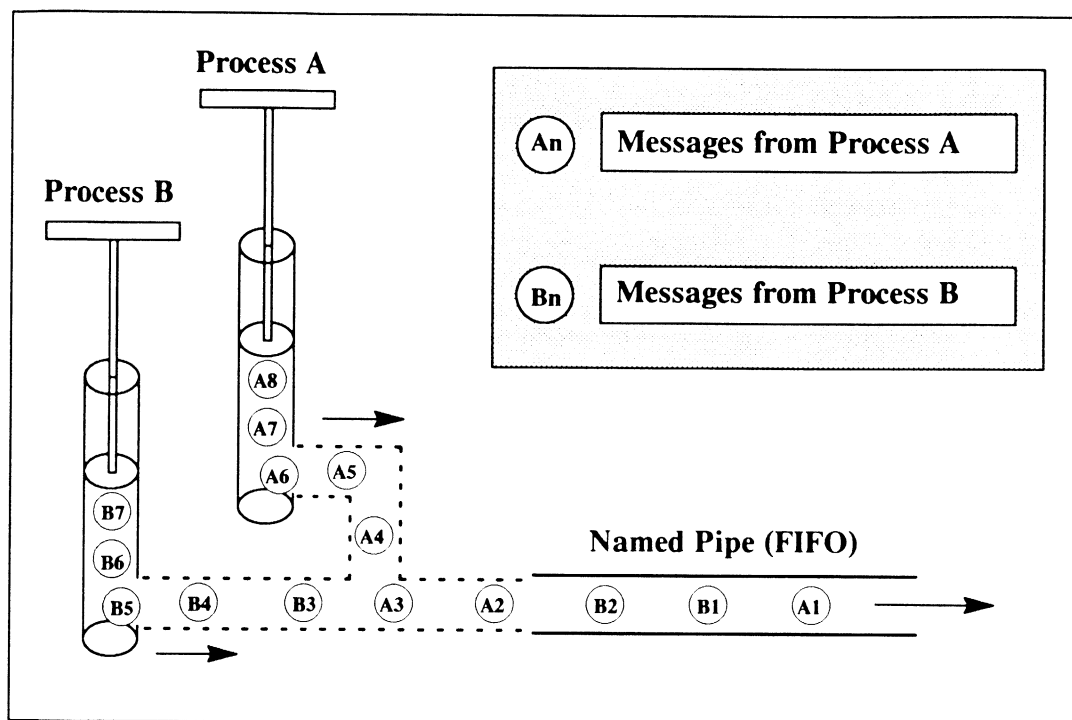 Process A
Process B
An
Messages from Process A
Bn
Messages from Process B
A8
A7
A6
A5
A4
B7
B6
B5
B4
B3
A3
A2
Named Pipe (FIFO)
B2
B1
A1